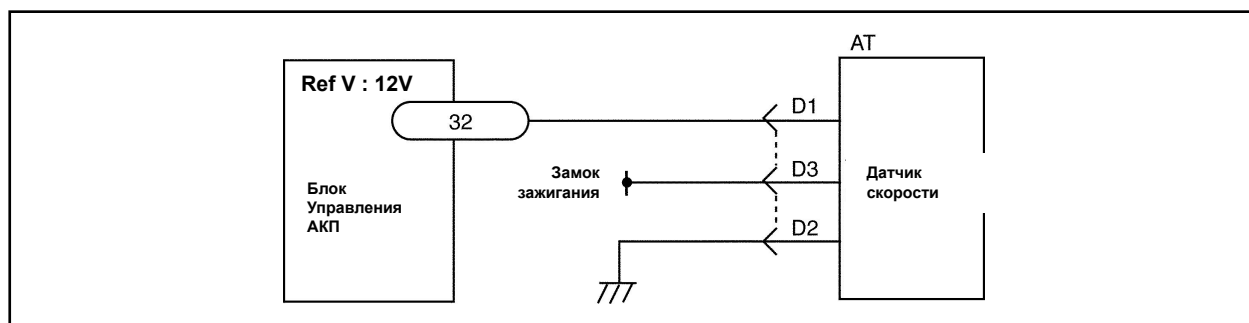 AT
Ref V : 12V
32
D1
Замок
зажигания
D3
Датчик
скорости
Блок
Управления
АКП
D2